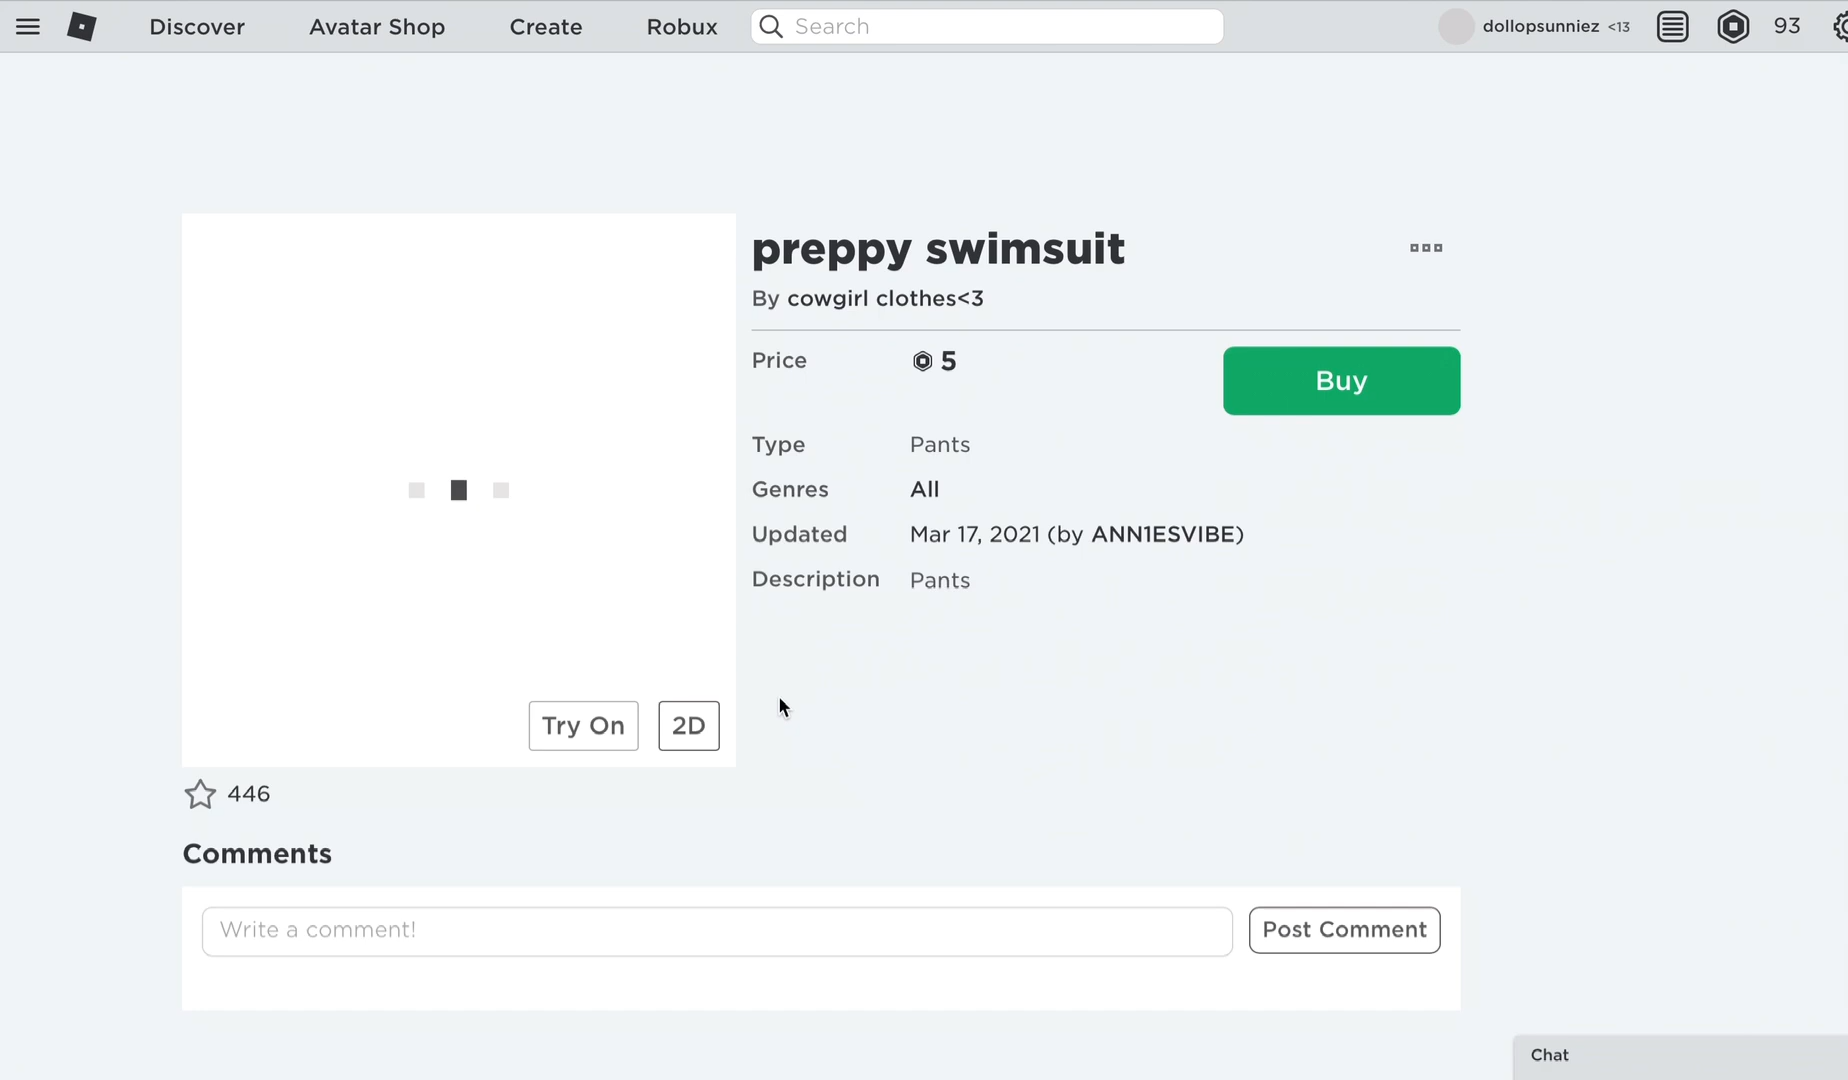 Discover Avatar Shop Create Robux Search dollopsunniez <13 93
preppy swimsuit
By cowgirl clothes<3
Price 5
Buy
Type Pants
Genres All
Updated Mar 17, 2021 (by ANN1ESVIBE)
Description Pants
Try On 2D
446
Comments
Write a comment! Post Comment
Chat